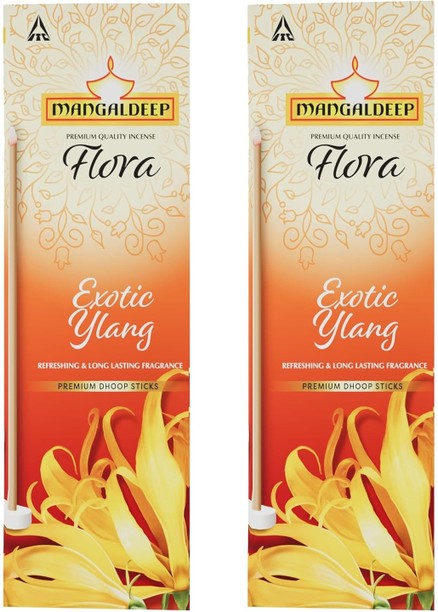 MANGALDEEP
PREMIUM QUALITY INCENSE
Flora
Exotic
Ylang
REFRESHING & LONG LASTING FRAGRANCE
PREMIUM DHOOP STICKS
MANGALDEEP
PREMIUM QUALITY INCENSE
Flora
Exotic
Ylang
REFRESHING & LONG LASTING FRAGRANCE
PREMIUM DHOOP STICKS